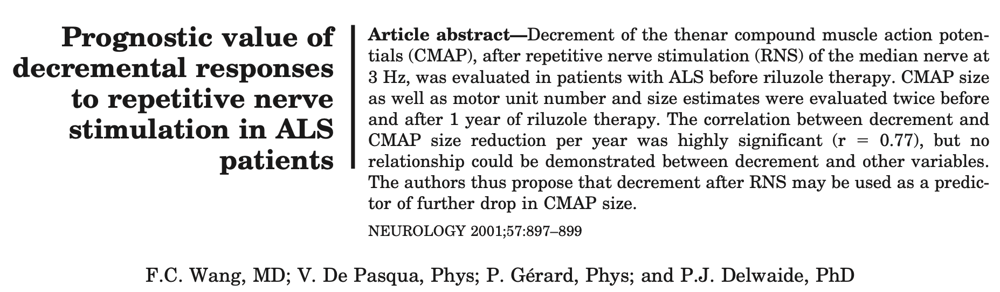 Prognostic value of
decremental responses
to repetitive nerve
stimulation in ALS
patients
Article abstract—Decrement of the thenar compound muscle action poten-
tials (CMAP), after repetitive nerve stimulation (RNS) of the median nerve at
3 Hz, was evaluated in patients with ALS before riluzole therapy. CMAP size
as well as motor unit number and size estimates were evaluated twice before
and after 1 year of riluzole therapy. The correlation between decrement and
CMAP size reduction per year was highly significant (r = 0.77), but no
relationship could be demonstrated between decrement and other variables.
The authors thus propose that decrement after RNS may be used as a predic-
tor of further drop in CMAP size.
NEUROLOGY 2001;57:897–899
F.C. Wang, MD; V. De Pasqua, Phys; P. Gérard, Phys; and P.J. Delwaide, PhD